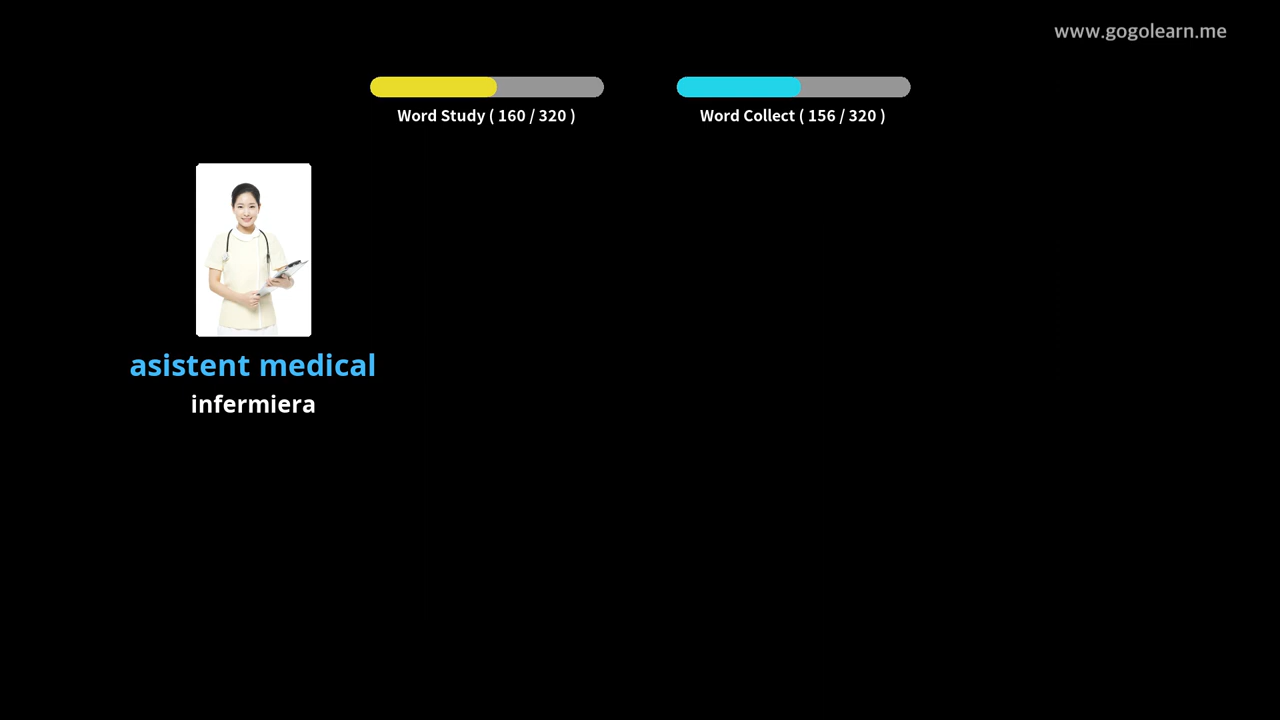 www.gogolearn.me
Word Study ( 160 / 320 )
Word Collect ( 156 / 320 )
asistent medical
infermiera